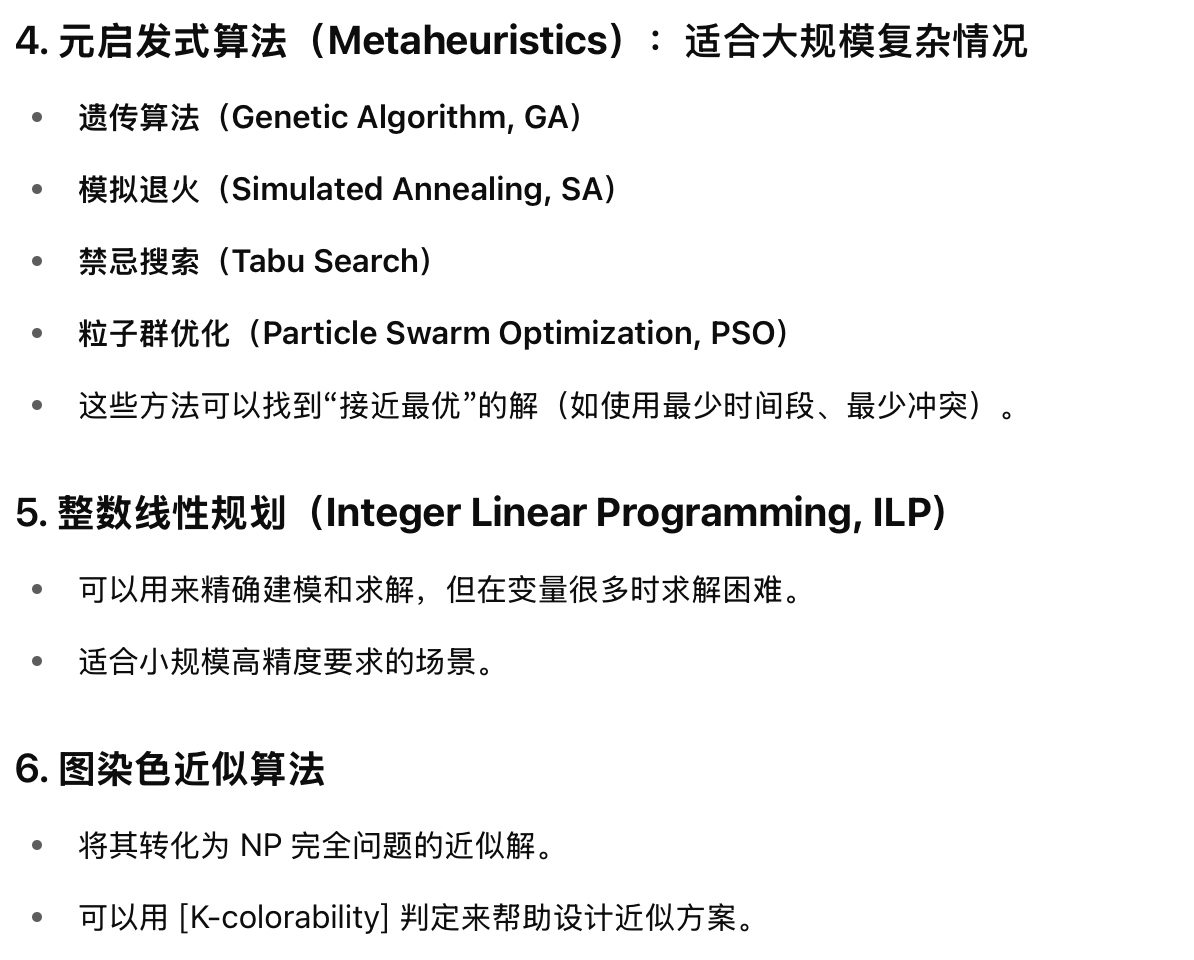 4. 元启发式算法（Metaheuristics）：适合大规模复杂情况
• 遗传算法（Genetic Algorithm, GA）
• 模拟退火（Simulated Annealing, SA）
• 禁忌搜索（Tabu Search）
• 粒子群优化（Particle Swarm Optimization, PSO）
• 这些方法可以找到“接近最优”的解（如使用最少时间段、最少冲突）。
5. 整数线性规划（Integer Linear Programming, ILP）
• 可以用来精确建模和求解，但在变量很多时求解困难。
• 适合小规模高精度要求的场景。
6. 图染色近似算法
• 将其转化为 NP 完全问题的近似解。
• 可以用 [K-colorability] 判定来帮助设计近似方案。